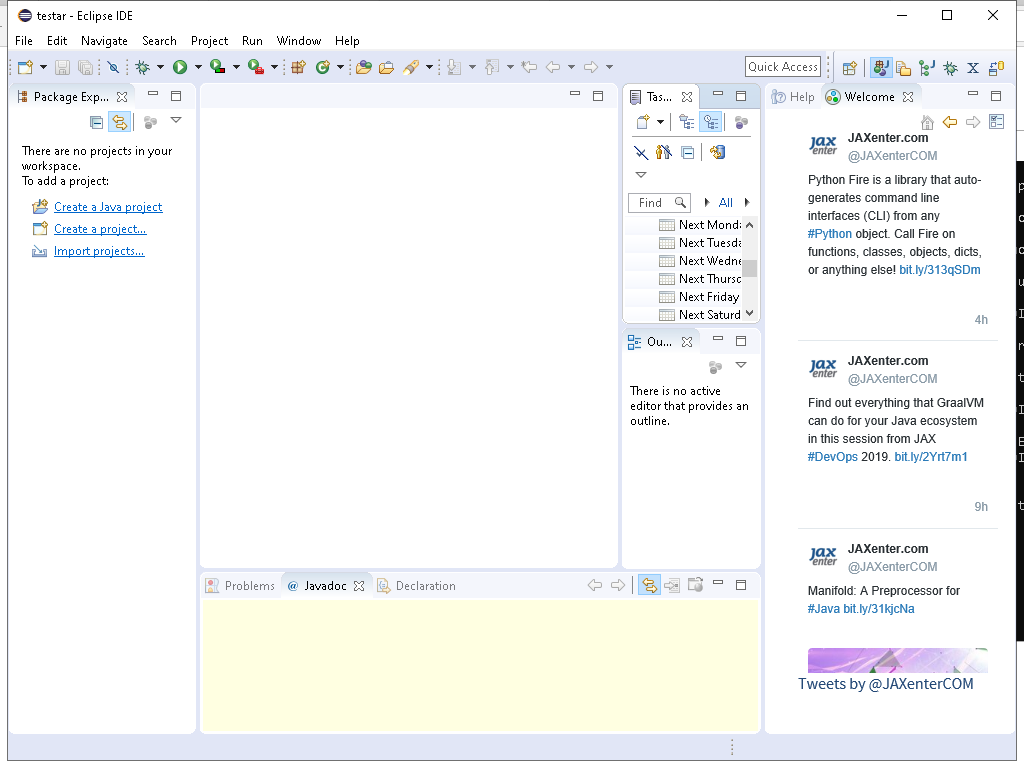 testar - Eclipse IDE
File Edit Navigate Search Project Run Window Help
Quick Access
Package Exp...
There are no projects in your
workspace.
To add a project:
Create a Java project
Create a project...
Import projects...
Tas...
Find All
Next Monda
Next Tuesda
Next Wedne
Next Thursd
Next Friday
Next Saturd
Ou...
There is no active
editor that provides an
outline.
Problems @ Javadoc Declaration
Help Welcome
jax enter
JAXenter.com
@JAXenterCOM
Python Fire is a library that auto-
generates command line
interfaces (CLI) from any
#Python object. Call Fire on
functions, classes, objects, dicts,
or anything else! bit.ly/313qSDm
4h
jax enter
JAXenter.com
@JAXenterCOM
Find out everything that GraalVM
can do for your Java ecosystem
in this session from JAX
#DevOps 2019. bit.ly/2Yrt7m1
9h
jax enter
JAXenter.com
@JAXenterCOM
Manifold: A Preprocessor for
#Java bit.ly/31kjcNa
Tweets by @JAXenterCOM